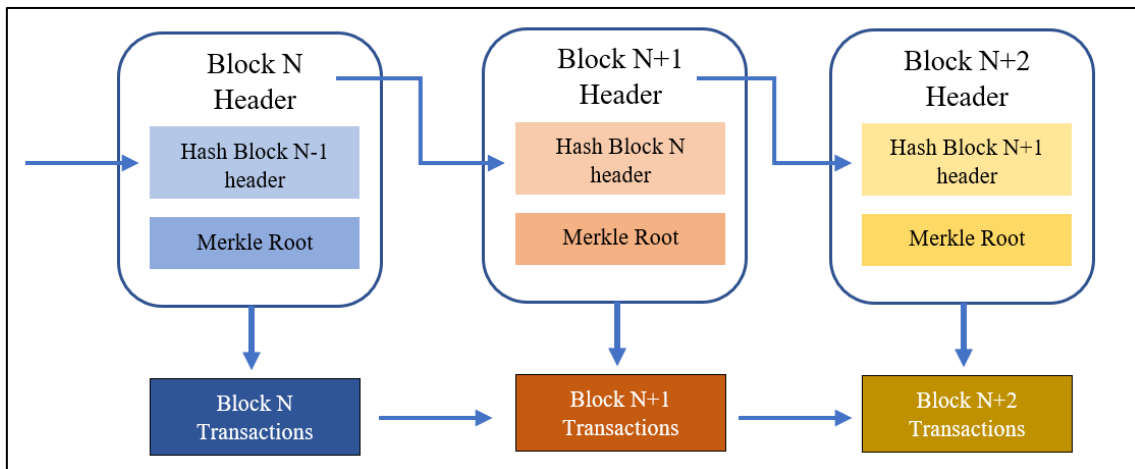 Block N
Header
Hash Block N-1
header
Merkle Root
Block N
Transactions
Block N+1
Header
Hash Block N
header
Merkle Root
Block N+1
Transactions
Block N+2
Header
Hash Block N+1
header
Merkle Root
Block N+2
Transactions